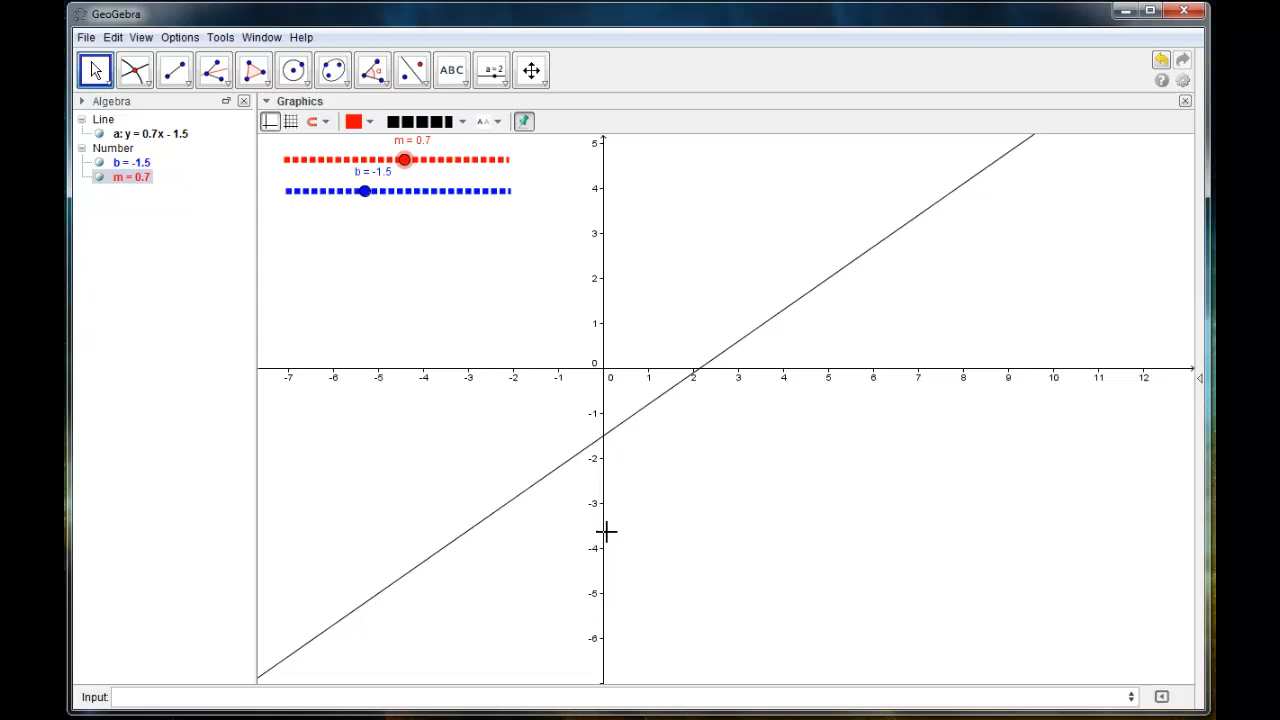 GeoGebra
File Edit View Options Tools Window Help
ABC
a=2
Algebra
Graphics
Line
a: y = 0.7x - 1.5
Number
b = -1.5
m = 0.7
A A
m = 0.7
b = -1.5
5
4
3
2
1
0
-7 -6 -5 -4 -3 -2 -1 0 1 2 3 4 5 6 7 8 9 10 11 12
-1
-2
-3
-4
-5
-6
Input: